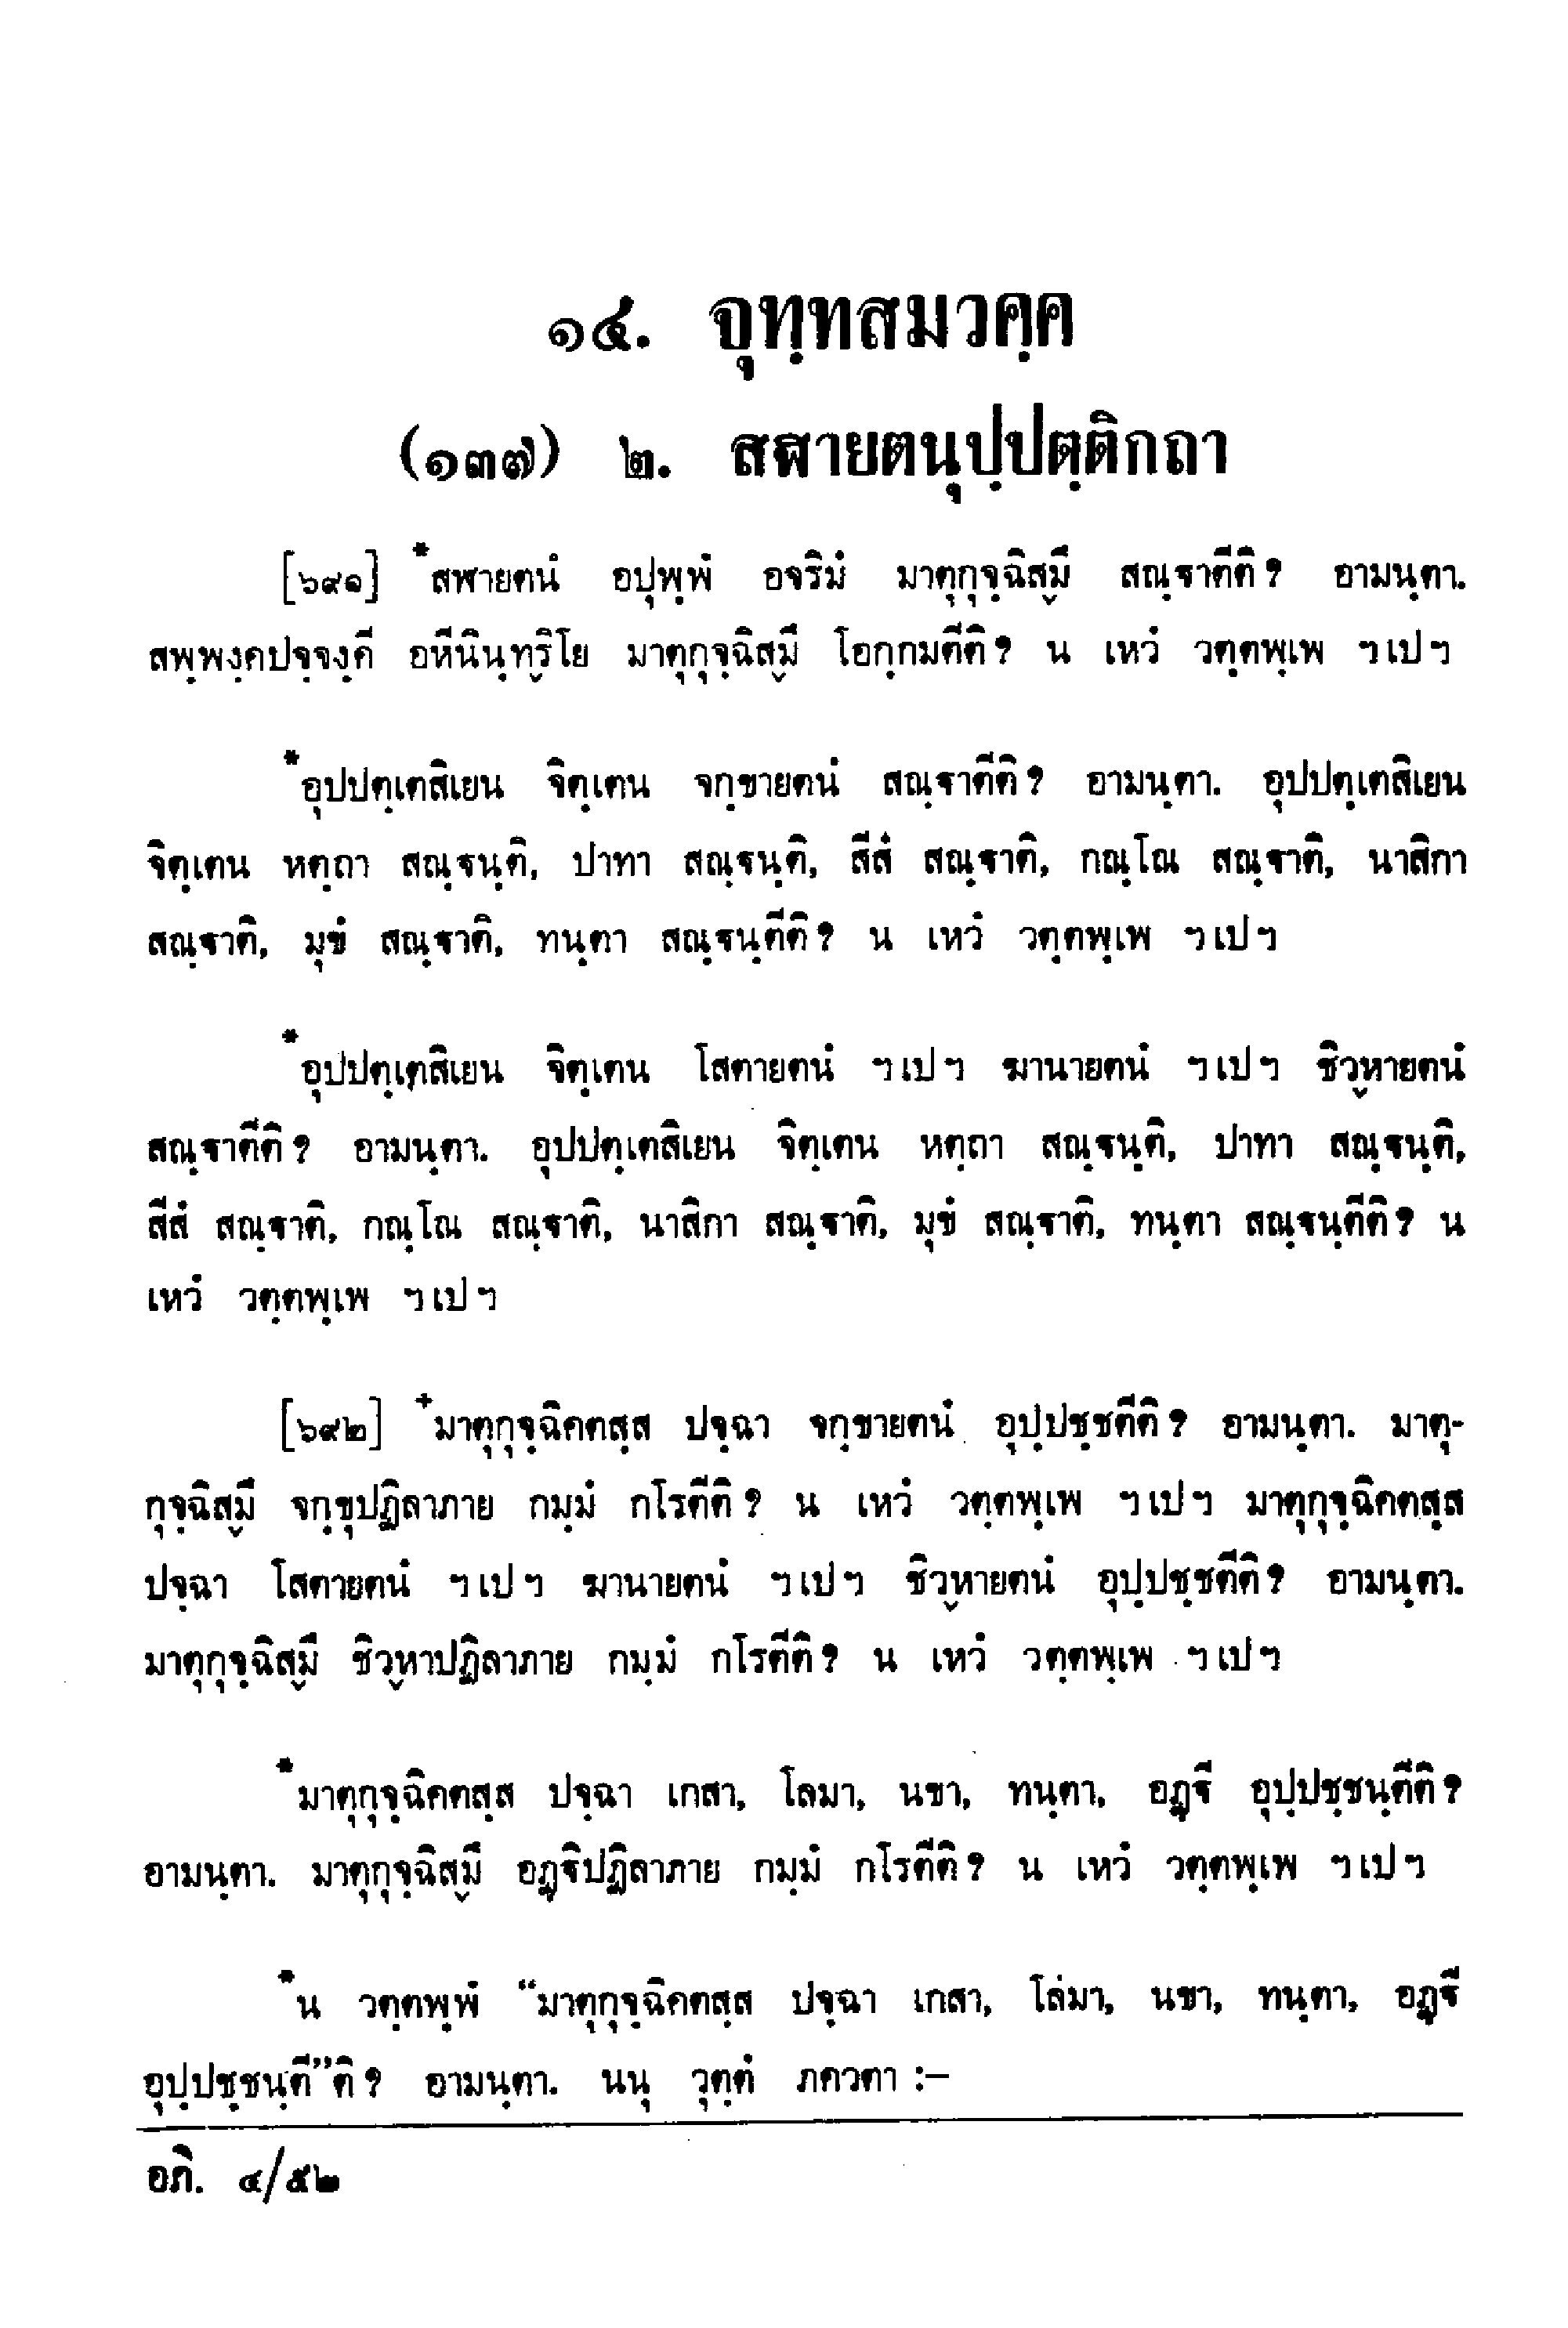 ๑๔. จุทฺทสมวคฺค
(๑๓๗) ๒. สฬายตนุปฺปตฺติกถา
[๖๙๑] *สฬายตนํ อปุพฺพํ อจริมํ มาตุกุจฺฉิสฺมึ สณฺฐาตีติ? อามนฺตา.
สพฺพงฺคปจฺจงฺคี อหีนินฺทฺริโย มาตุกุจฺฉิสฺมึ โอกฺกมตีติ? น เหวํ วตฺตพฺเพ ฯเปฯ
*อุปปตฺเตสิเยน จิตฺเตน จกฺขายตนํ สณฺฐาตีติ? อามนฺตา. อุปปตฺเตสิเยน
จิตฺเตน หตฺถา สณฺฐนฺติ, ปาทา สณฺฐนฺติ, สีสํ สณฺฐาติ, กณฺโณ สณฺฐาติ, นาสิกา
สณฺฐาติ, มุขํ สณฺฐาติ, ทนฺตา สณฺฐนฺตีติ? น เหวํ วตฺตพฺเพ ฯเปฯ
*อุปปตฺเตสิเยน จิตฺเตน โสตายตนํ ฯเปฯ ฆานายตนํ ฯเปฯ ชิวฺหายตนํ
สณฺฐาตีติ? อามนฺตา. อุปปตฺเตสิเยน จิตฺเตน หตฺถา สณฺฐนฺติ, ปาทา สณฺฐนฺติ,
สีสํ สณฺฐาติ, กณฺโณ สณฺฐาติ, นาสิกา สณฺฐาติ, มุขํ สณฺฐาติ, ทนฺตา สณฺฐนฺตีติ? น
เหวํ วตฺตพฺเพ ฯเปฯ
[๖๙๒] +มาตุกุจฺฉิคตสฺส ปจฺฉา จกฺขายตนํ อุปฺปชฺชตีติ? อามนฺตา. มาตุ-
กุจฺฉิสฺมึ จกฺขุปฏิลาภาย กมฺมํ กโรตีติ? น เหวํ วตฺตพฺเพ ฯเปฯ มาตุกุจฺฉิคตสฺส
ปจฺฉา โสตายตนํ ฯเปฯ ฆานายตนํ ฯเปฯ ชิวฺหายตนํ อุปฺปชฺชตีติ? อามนฺตา.
มาตุกุจฺฉิสฺมึ ชิวฺหาปฏิลาภาย กมฺมํ กโรตีติ? น เหวํ วตฺตพฺเพ ฯเปฯ
*มาตุกุจฺฉิคตสฺส ปจฺฉา เกสา, โลมา, นขา, ทนฺตา, อฏฺฐี อุปฺปชฺชนฺตีติ?
อามนฺตา. มาตุกุจฺฉิสฺมึ อฏฺฐิปฏิลาภาย กมฺมํ กโรตีติ? น เหวํ วตฺตพฺเพ ฯเปฯ
*น วตฺตพฺพํ “มาตุกุจฺฉิคตสฺส ปจฺฉา เกสา, โลมา, นขา, ทนฺตา, อฏฺฐี
อุปฺปชฺชนฺตี”ติ? อามนฺตา. นนุ วุตฺตํ ภควตา :–
อภิ. ๔/๕๒